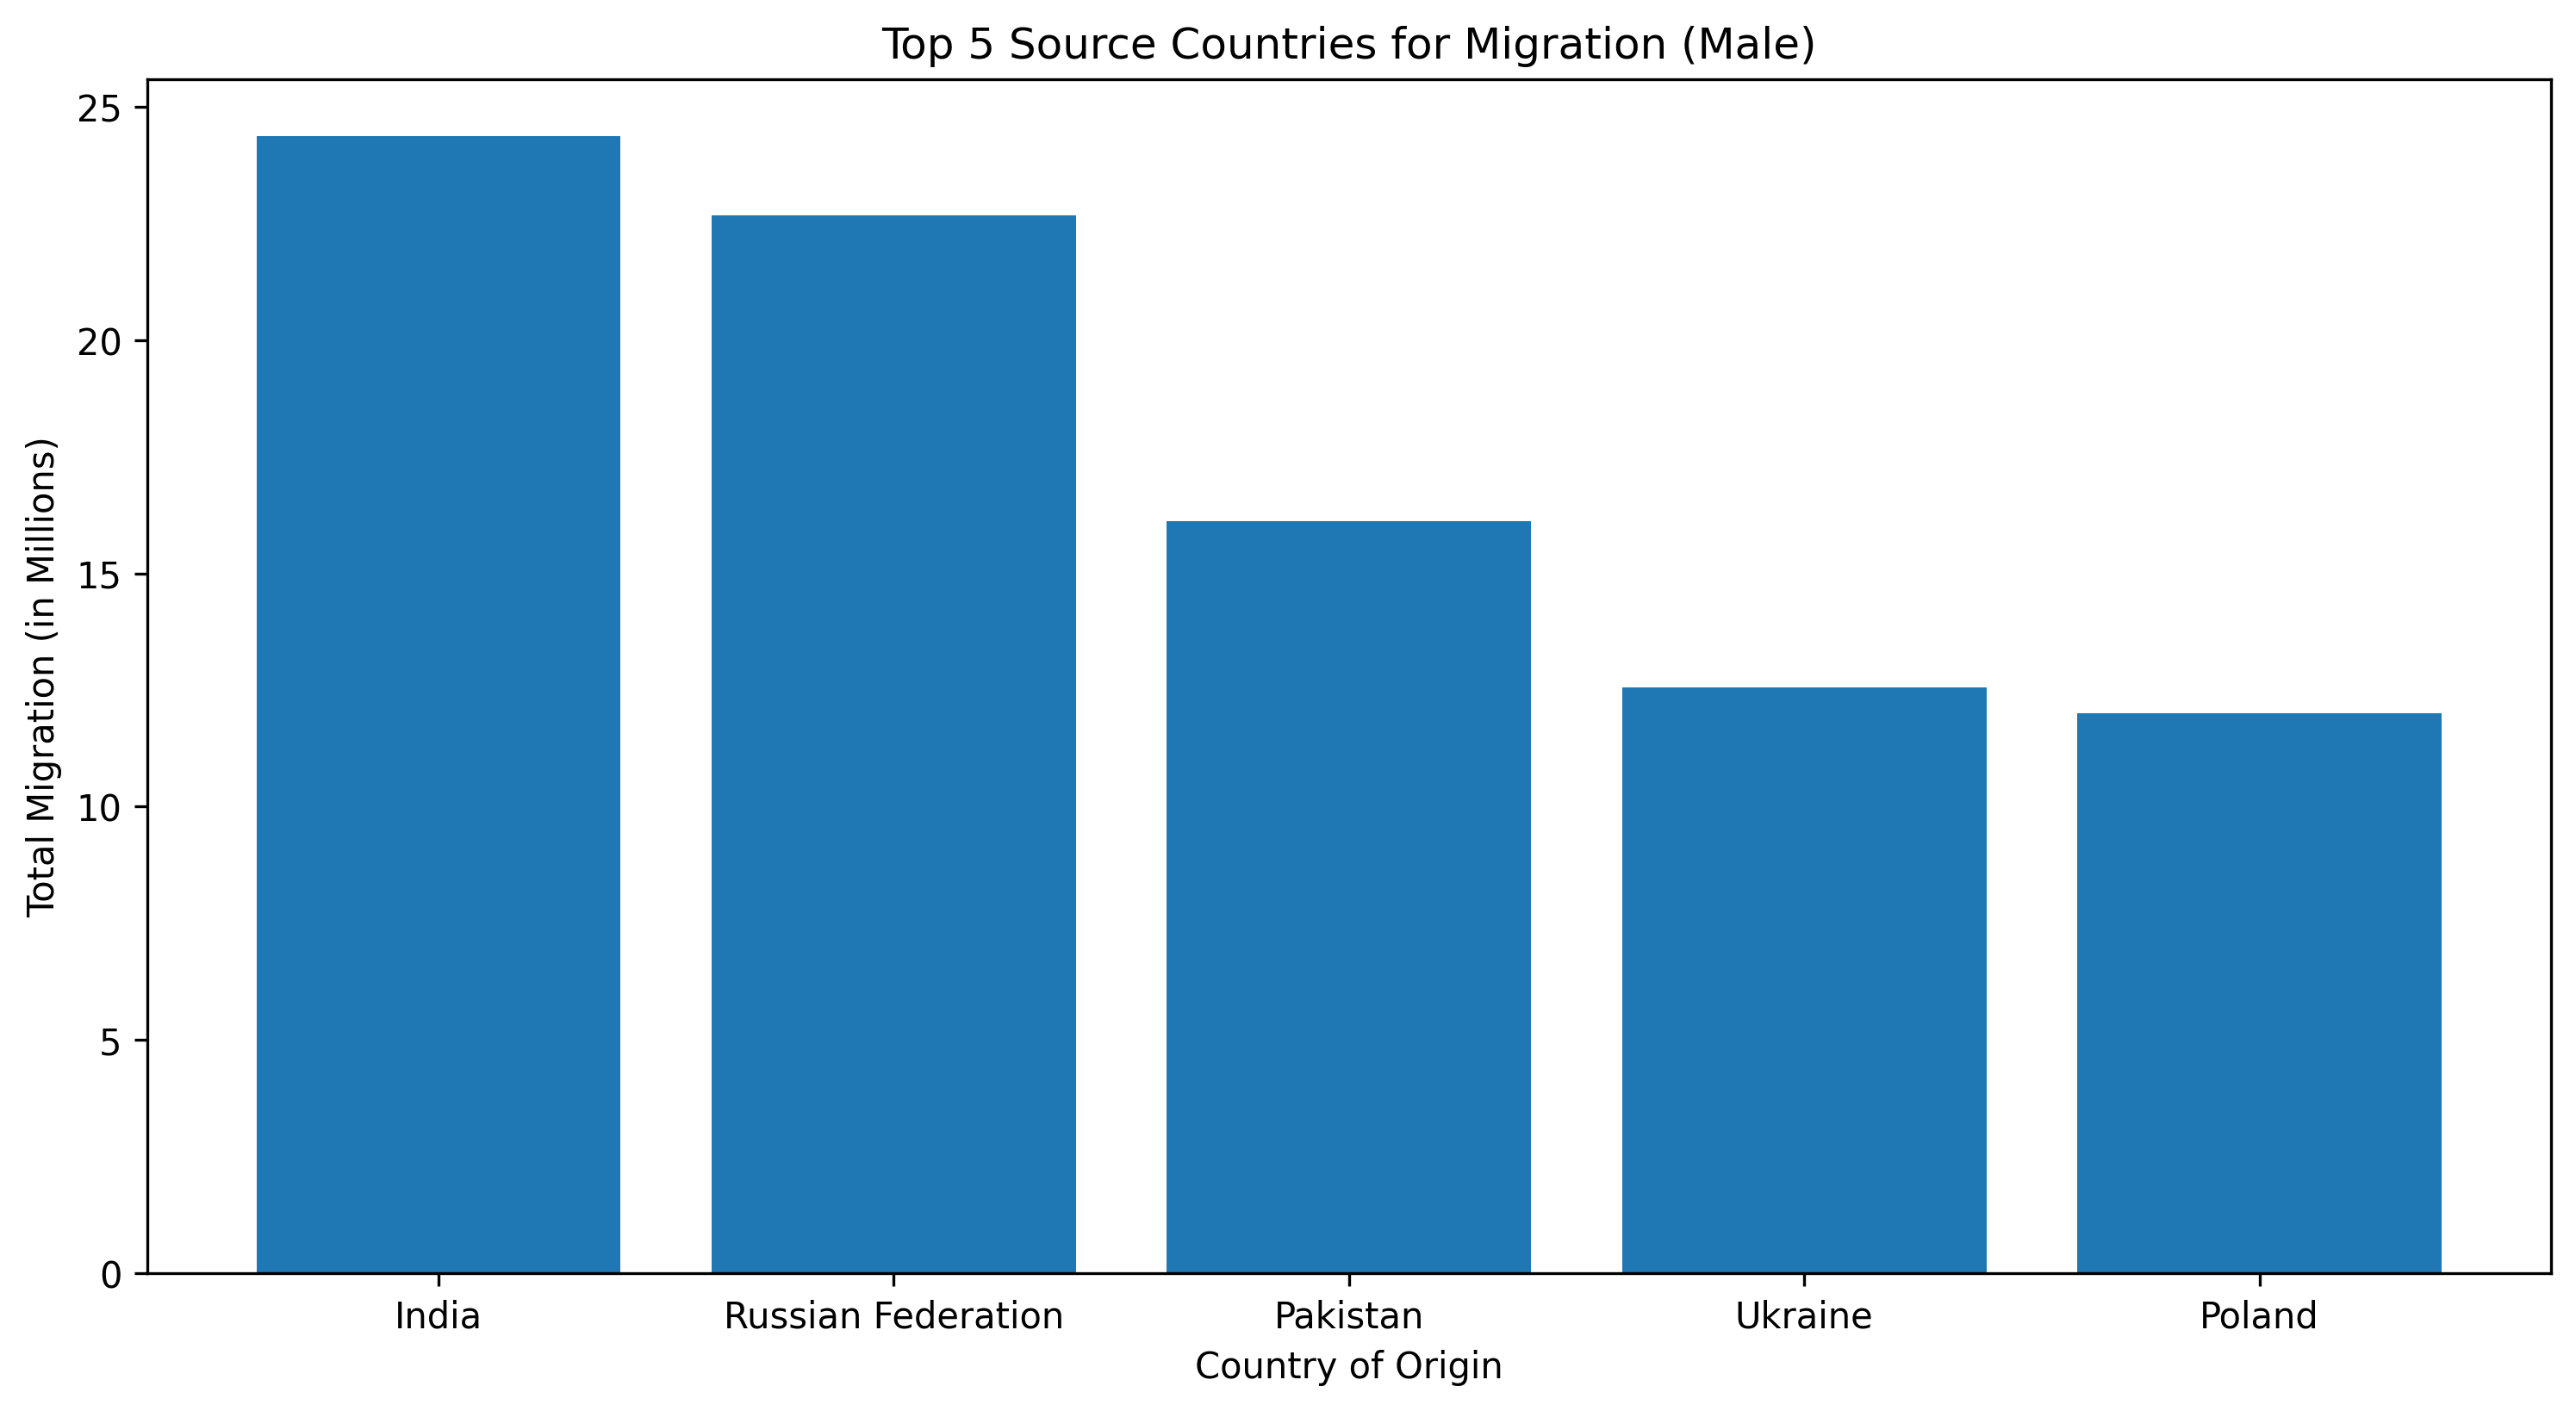 Top 5 Source Countries for Migration (Male)
Total Migration (in Millions)
25
20
15
10
5
0
India Russian Federation Pakistan Ukraine Poland
Country of Origin